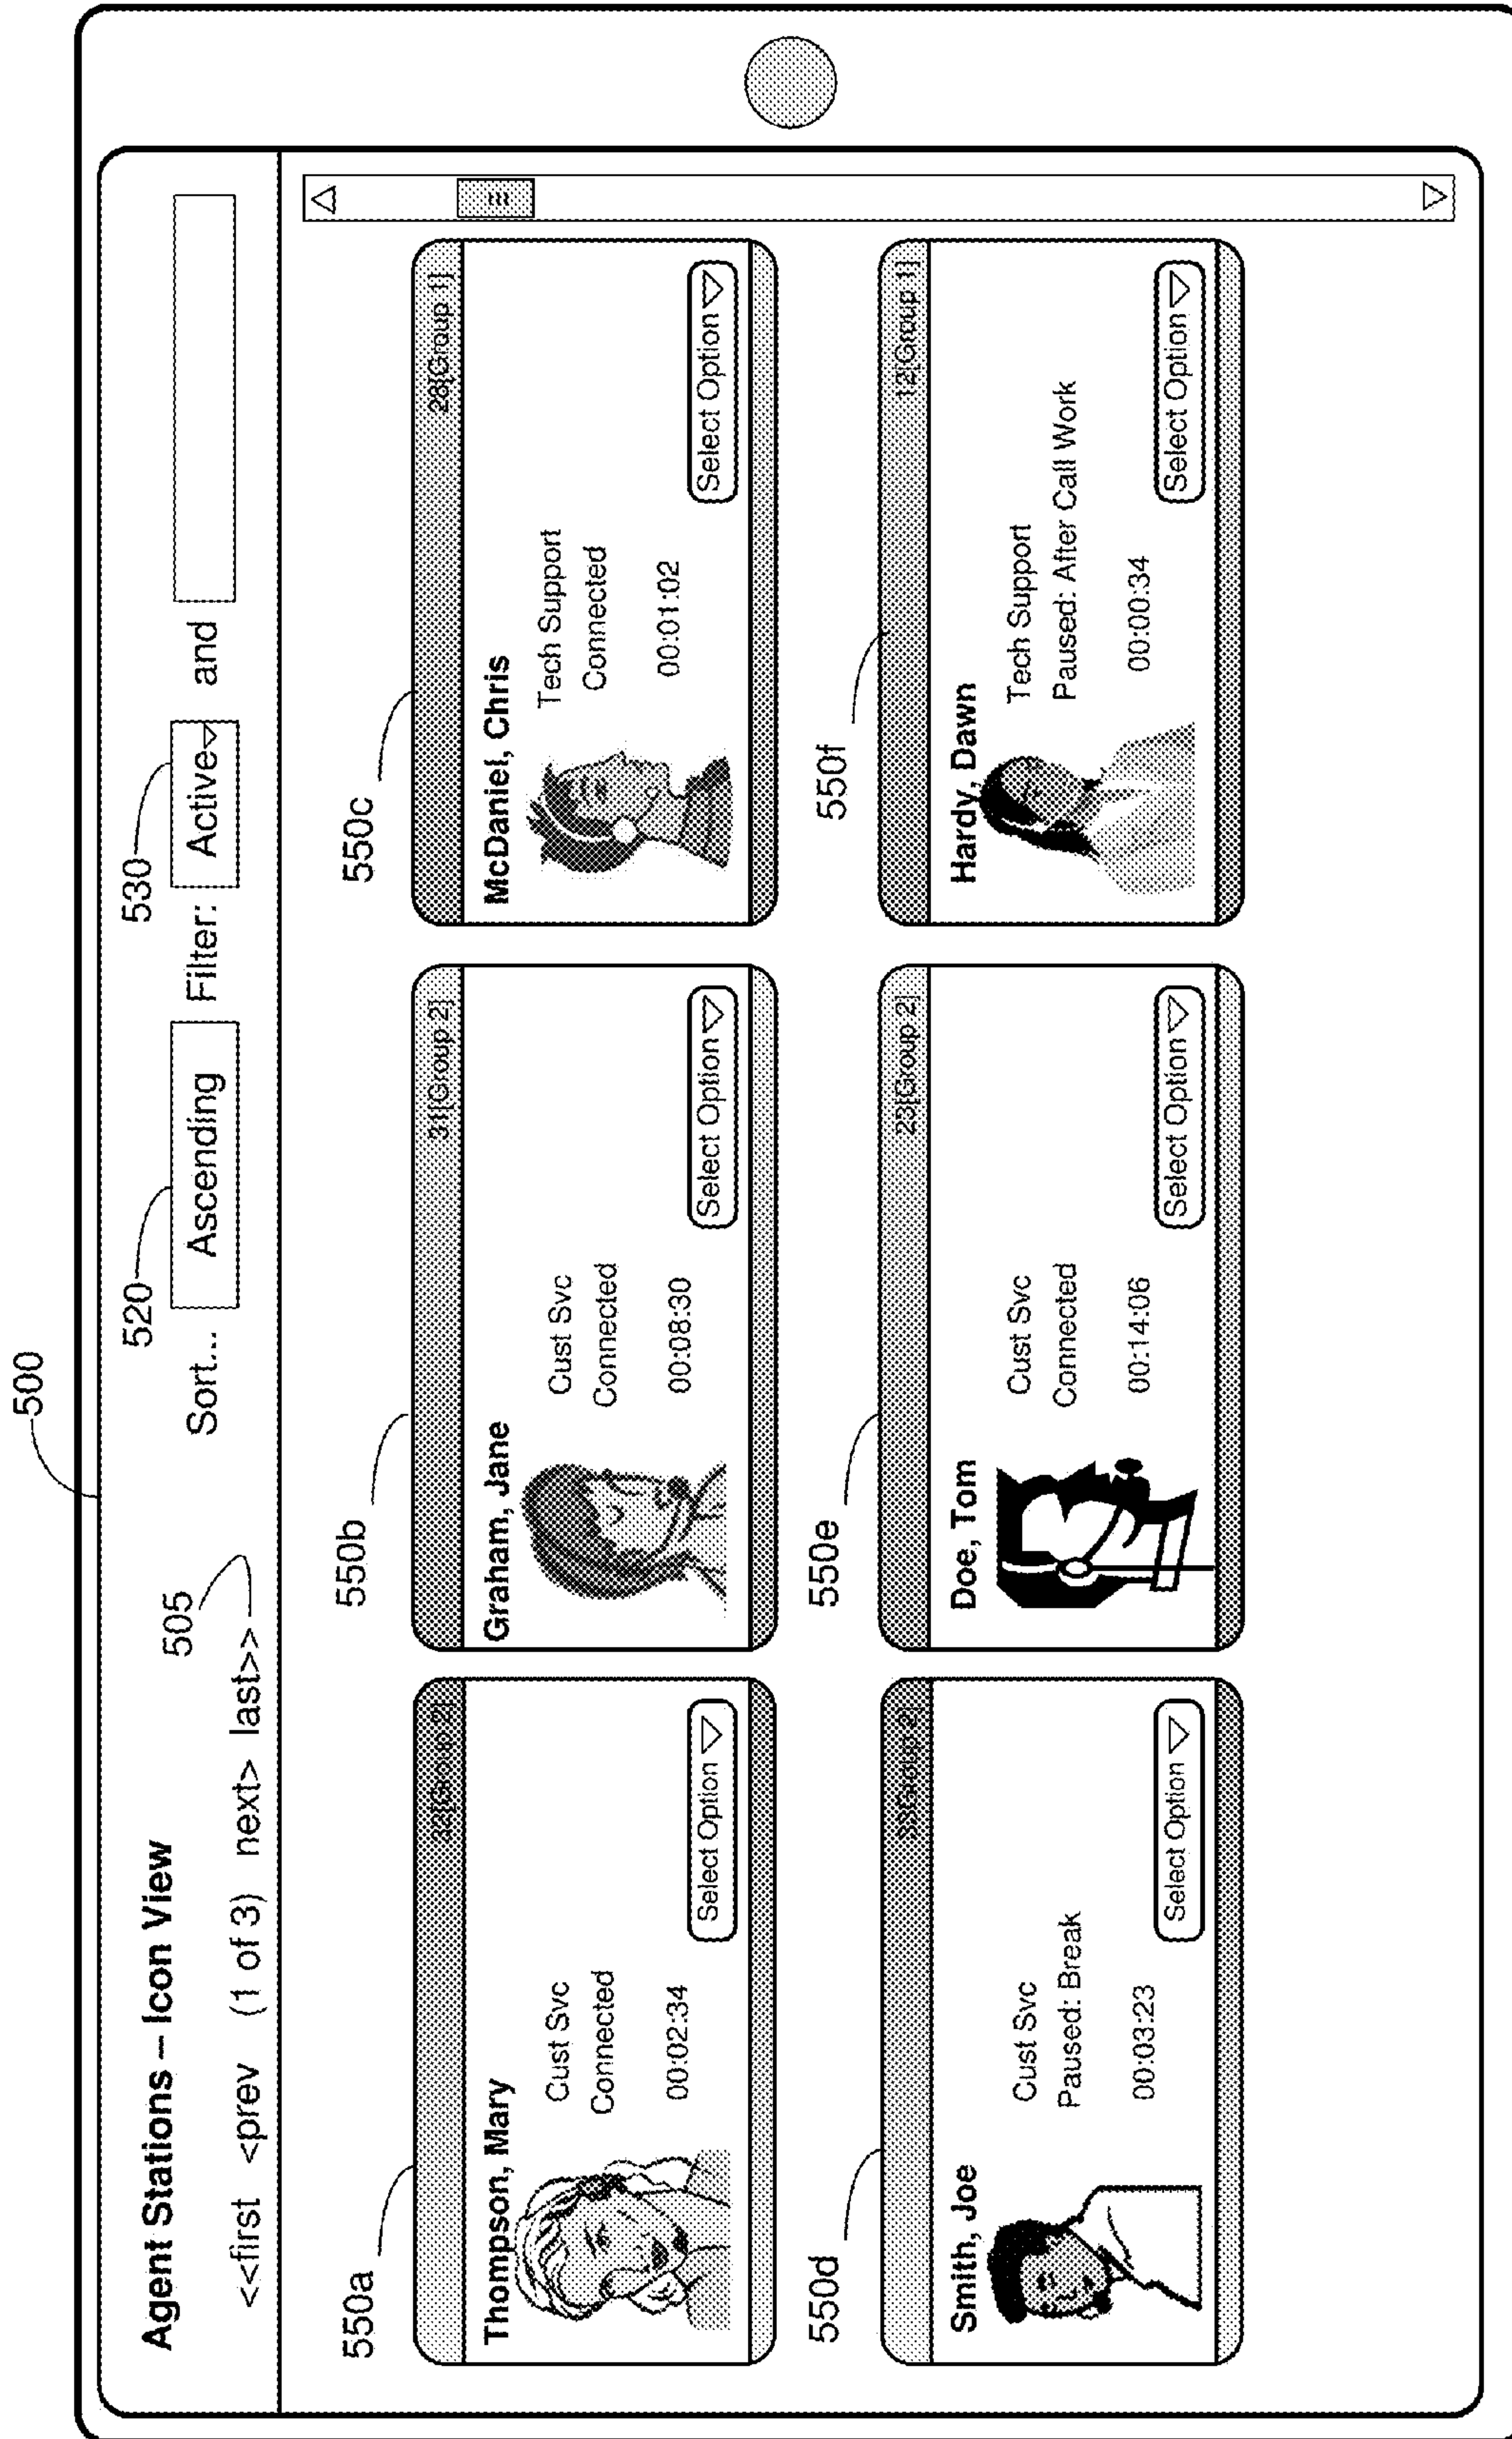 500
Agent Stations – Icon View
505
<<first <prev (1 of 3) next> last>>
520
530
Sort... Ascending Filter: Active and
550a
32[Group 2]
Thompson, Mary
Cust Svc
Connected
00:02:34
Select Option
550b
31[Group 2]
Graham, Jane
Cust Svc
Connected
00:08:30
Select Option
550c
28[Group 1]
McDaniel, Chris
Tech Support
Connected
00:01:02
Select Option
550d
Group 2]
Smith, Joe
Cust Svc
Paused: Break
00:03:23
Select Option
550e
23[Group 2]
Doe, Tom
Cust Svc
Connected
00:14:06
Select Option
550f
12[Group 1]
Hardy, Dawn
Tech Support
Paused: After Call Work
00:00:34
Select Option